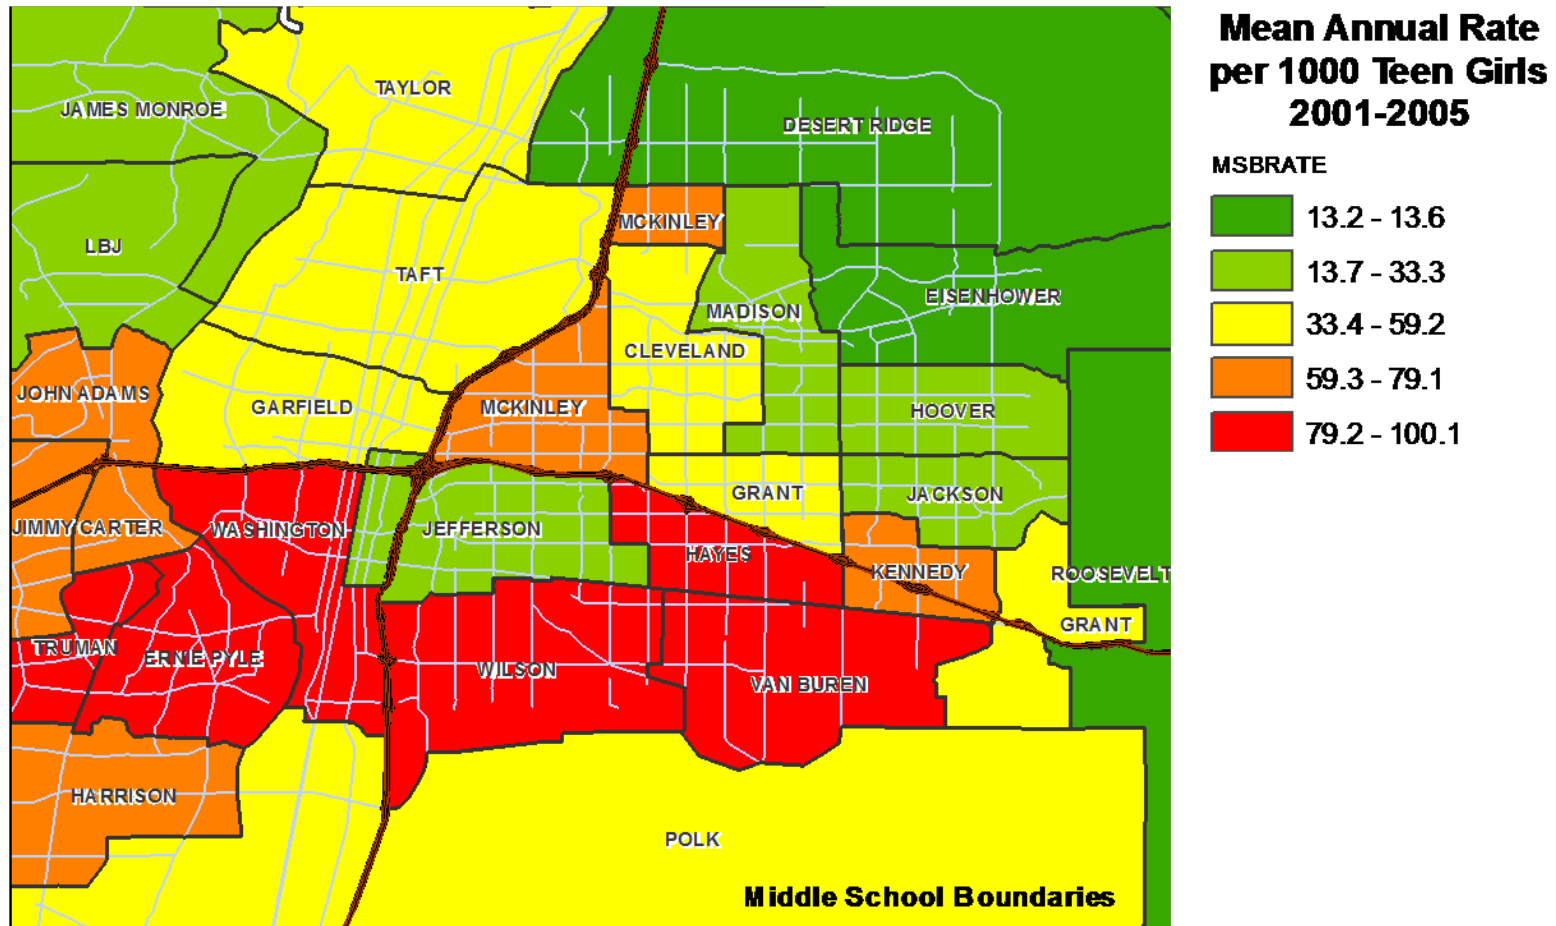 Mean Annual Rate
per 1000 Teen Girls
2001-2005
MSBRATE
13.2 - 13.6
13.7 - 33.3
33.4 - 59.2
59.3 - 79.1
79.2 - 100.1
TAYLOR
JAMES MONROE
DESERT RIDGE
MCKINLEY
LBJ
TAFT
EISENHOWER
MADISON
CLEVELAND
JOHN ADAMS
GARFIELD
MCKINLEY
HOOVER
GRANT
JACKSON
JIMMY CARTER
WASHINGTON
JEFFERSON
HAYES
KENNEDY
ROOSEVELT
GRANT
TRUMAN
ERNIE PYLE
WILSON
VAN BUREN
HARRISON
POLK
Middle School Boundaries